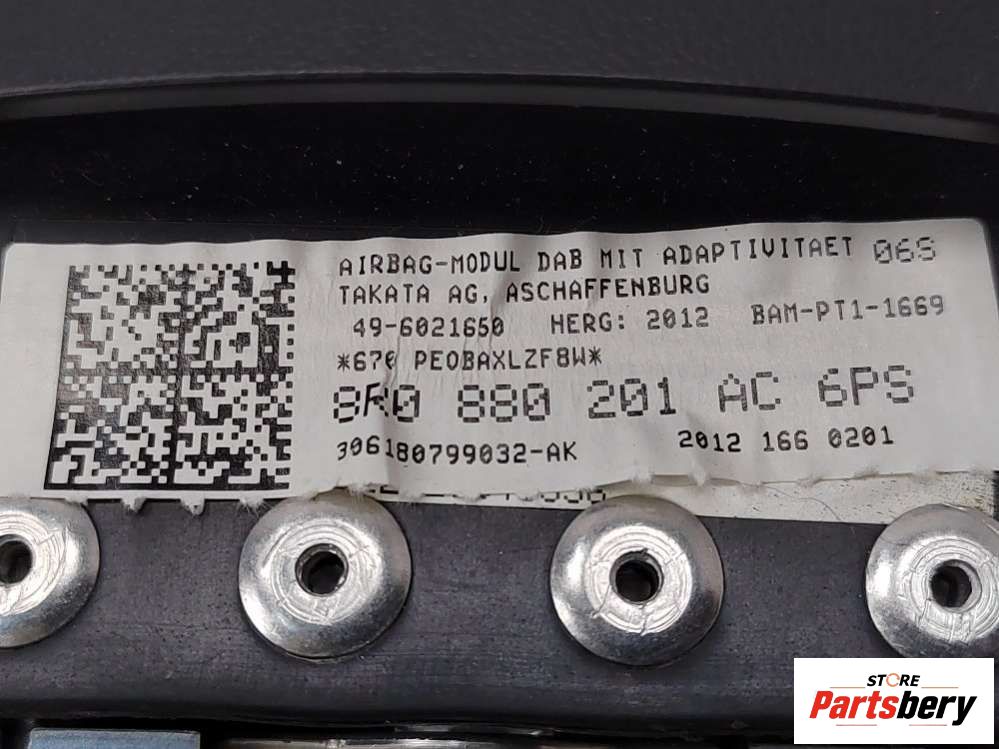 AIRBAG-MODUL DAB MIT ADAPTIVITAET 06S
TAKATA AG, ASCHAFFENBURG
49-6021650 HERG: 2012 BAM-PT1-1669
*670 PEOBAXLZF8W*
8R0 880 201 AC 6PS
306180799032-AK 2012 166 0201
STORE
Partsbery